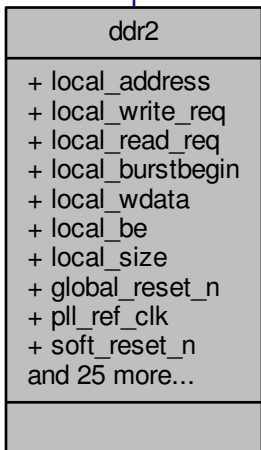 ddr2
+ local_address
+ local_write_req
+ local_read_req
+ local_burstbegin
+ local_wdata
+ local_be
+ local_size
+ global_reset_n
+ pll_ref_clk
+ soft_reset_n
and 25 more...